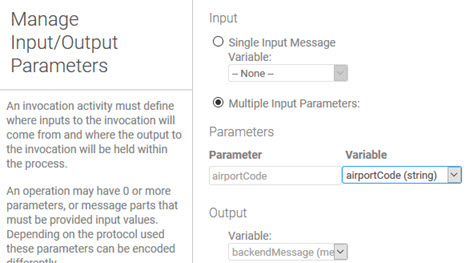 Manage
Input/Output
Parameters
An invocation activity must define
where inputs to the invocation will
come from and where the output to
the invocation will be held within
the process.
An operation may have 0 or more
parameters, or message parts that
must be provided input values.
Depending on the protocol used
these parameters can be encoded
differently
Input
Single Input Message
Variable:
-- None --
Multiple Input Parameters:
Parameters
Parameter Variable
airportCode airportCode (string)
Output
Variable:
backendMessage (me